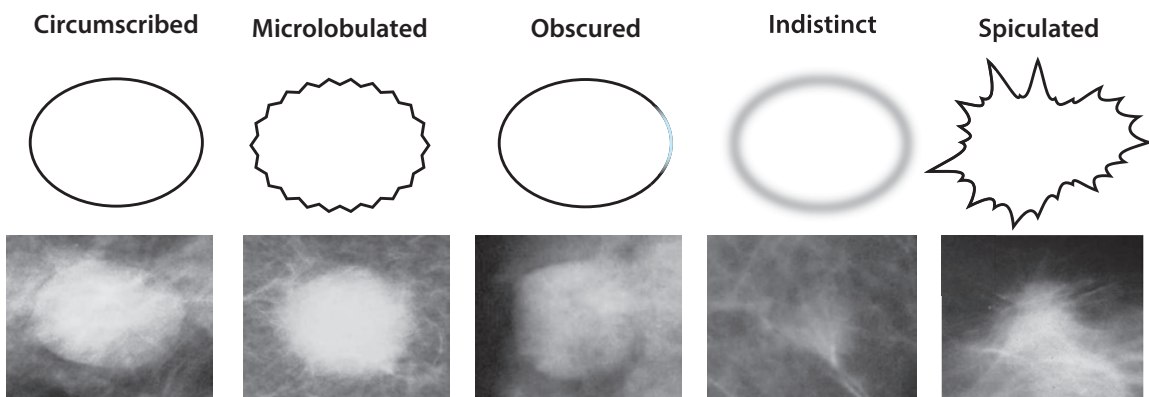 Circumscribed
Microlobulated
Obscured
Indistinct
Spiculated